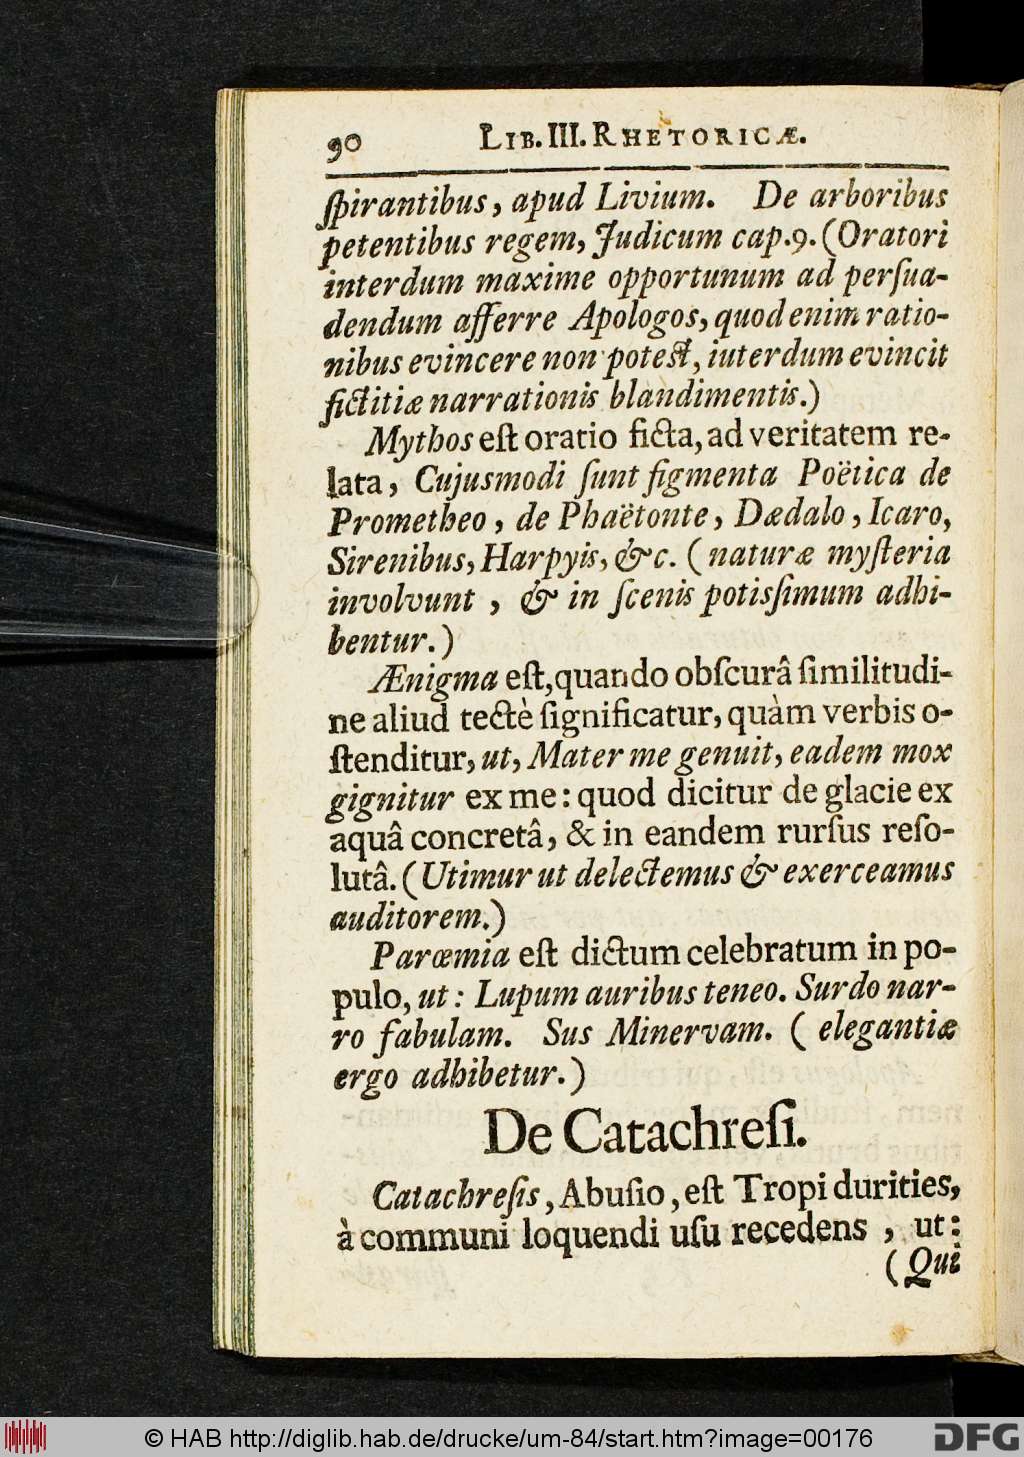 90 LIB. III. RHETORICÆ.
ſpirantibus, apud Livium. De arboribus
petentibus regem, Judicum cap. 9. (Oratori
interdum maxime opportunum ad perſua-
dendum afferre Apologos, quod enim ratio-
nibus evincere non potest, iuterdum evincit
fictitiæ narrationis blandimentis.)
Mythos eſt oratio ficta, ad veritatem re-
lata, Cujusmodi ſunt figmenta Poëtica de
Prometheo, de Phaëtonte, Dædalo, Icaro,
Sirenibus, Harpyis, &c. (naturæ myſteria
involvunt, & in ſcenis potisſimum adhi-
bentur.)
Ænigma eſt, quando obſcurâ ſimilitudi-
ne aliud tectè ſignificatur, quàm verbis o-
ſtenditur, ut, Mater me genuit, eadem mox
gignitur ex me: quod dicitur de glacie ex
aquâ concretâ, & in eandem rurſus reſo-
lutâ. (Utimur ut delectemus & exerceamus
auditorem.)
Parœmia eſt dictum celebratum in po-
pulo, ut: Lupum auribus teneo. Surdo nar-
ro fabulam. Sus Minervam. (elegantiæ
ergo adhibetur.)
De Catachreſi.
Catachreſis, Abuſio, eſt Tropi durities,
à communi loquendi uſu recedens, ut:
(Qui
© HAB http://diglib.hab.de/drucke/um-84/start.htm?image=00176
DFG